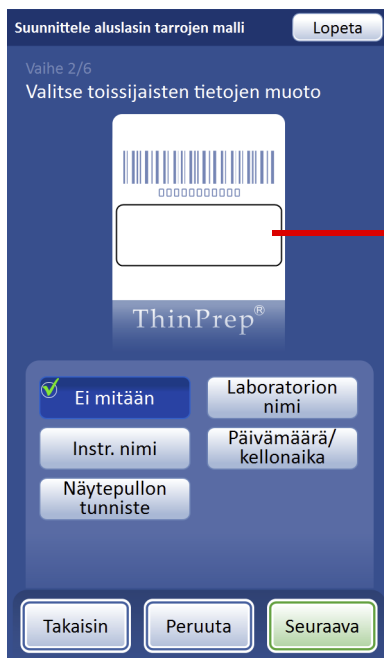 Suunnittele aluslasin tarrojen malli
Lopeta
Vaihe 2/6
Valitse toissijaisten tietojen muoto
00000000000
ThinPrep®
Ei mitään
Laboratorion
nimi
Instr. nimi
Päivämäärä/
kellonaika
Näytepullon
tunniste
Takaisin
Peruuta
Seuraava